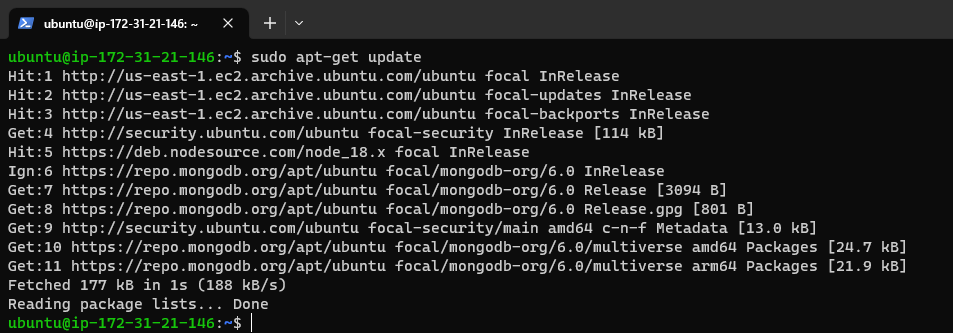 ubuntu@ip-172-31-21-146: ~
ubuntu@ip-172-31-21-146:~$ sudo apt-get update
Hit:1 http://us-east-1.ec2.archive.ubuntu.com/ubuntu focal InRelease
Hit:2 http://us-east-1.ec2.archive.ubuntu.com/ubuntu focal-updates InRelease
Hit:3 http://us-east-1.ec2.archive.ubuntu.com/ubuntu focal-backports InRelease
Get:4 http://security.ubuntu.com/ubuntu focal-security InRelease [114 kB]
Hit:5 https://deb.nodesource.com/node_18.x focal InRelease
Ign:6 https://repo.mongodb.org/apt/ubuntu focal/mongodb-org/6.0 InRelease
Get:7 https://repo.mongodb.org/apt/ubuntu focal/mongodb-org/6.0 Release [3094 B]
Get:8 https://repo.mongodb.org/apt/ubuntu focal/mongodb-org/6.0 Release.gpg [801 B]
Get:9 http://security.ubuntu.com/ubuntu focal-security/main amd64 c-n-f Metadata [13.0 kB]
Get:10 https://repo.mongodb.org/apt/ubuntu focal/mongodb-org/6.0/multiverse amd64 Packages [24.7 kB]
Get:11 https://repo.mongodb.org/apt/ubuntu focal/mongodb-org/6.0/multiverse arm64 Packages [21.9 kB]
Fetched 177 kB in 1s (188 kB/s)
Reading package lists... Done
ubuntu@ip-172-31-21-146:~$